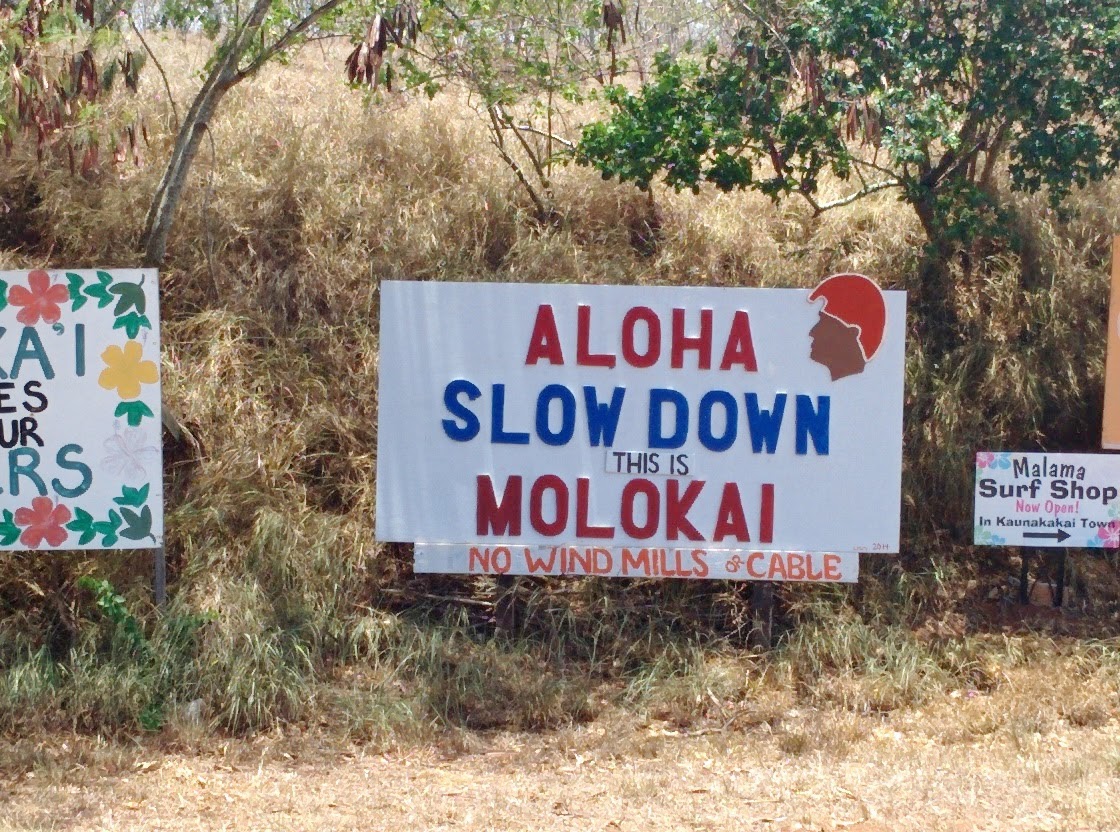 ALOHA
SLOW DOWN
THIS IS
MOLOKAI
NO WIND MILLS & CABLE
Malama
Surf Shop
Now Open!
In Kaunakakai Town